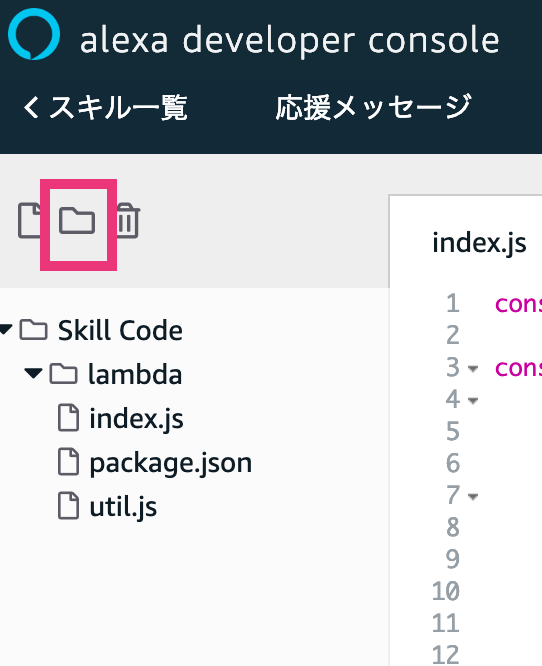 alexa developer console
スキル一覧 応援メッセージ
index.js
Skill Code
lambda
index.js
package.json
util.js
1 cons
2
3 cons
4
5
6
7
8
9
10
11
12